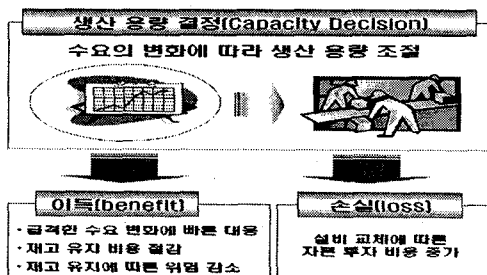 생산 용량 결정(Capacity Decision)
수요의 변화에 따라 생산 용량 조절
이득(benefit)
· 급격한 수요 변화에 빠른 대응
· 재고 유지 비용 절감
· 재고 유지에 따른 위험 감소
손실(loss)
설비 교체에 따른
자본 투자 비용 증가